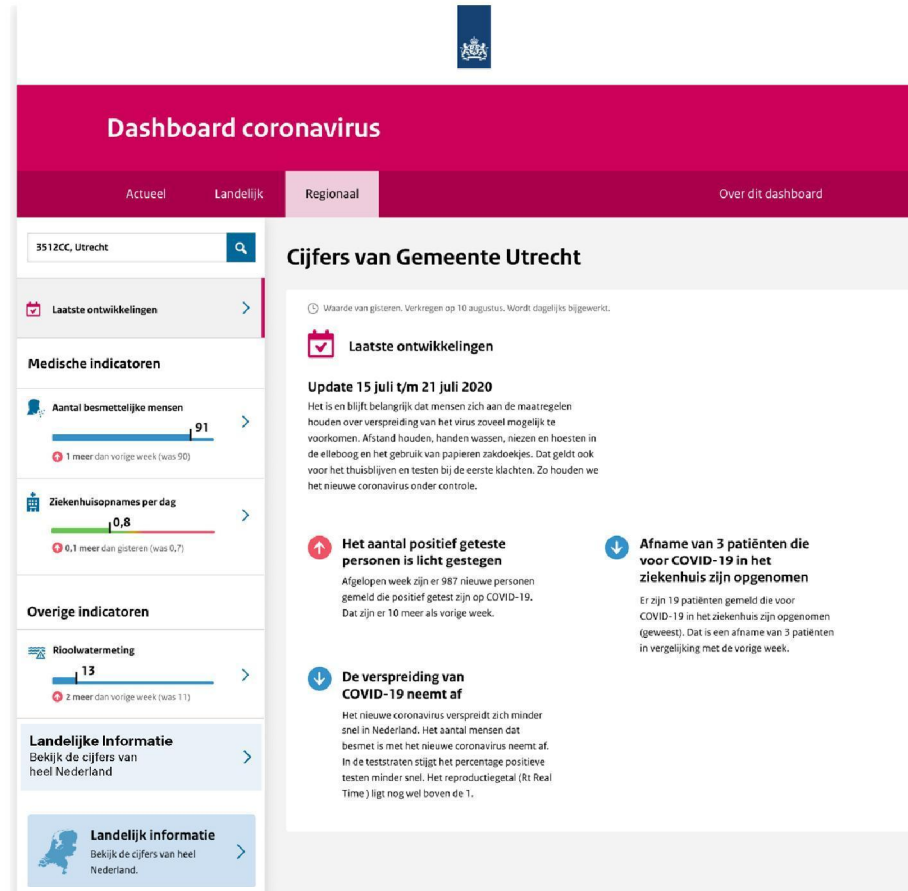 Dashboard coronavirus
Actueel
Landelijk
Regionaal
Over dit dashboard
3512CC, Utrecht
Laatste ontwikkelingen
Medische indicatoren
Aantal besmettelijke mensen
91
1 meer dan vorige week (was 90)
Ziekenhuisopnames per dag
0,8
0,1 meer dan gisteren (was 0,7)
Overige indicatoren
Rioolwatermeting
13
2 meer dan vorige week (was 11)
Landelijke Informatie
Bekijk de cijfers van
heel Nederland
Landelijk informatie
Bekijk de cijfers van heel
Nederland.
Cijfers van Gemeente Utrecht
Waarde van gisteren. Verkregen op 10 augustus. Wordt dagelijks bijgewerkt.
Laatste ontwikkelingen
Update 15 juli t/m 21 juli 2020
Het is en blijft belangrijk dat mensen zich aan de maatregelen
houden over verspreiding van het virus zoveel mogelijk te
voorkomen. Afstand houden, handen wassen, niezen en hoesten in
de elleboog en het gebruik van papieren zakdoekjes. Dat geldt ook
voor het thuisblijven en testen bij de eerste klachten. Zo houden we
het nieuwe coronavirus onder controle.
Het aantal positief geteste
personen is licht gestegen
Afgelopen week zijn er 987 nieuwe personen
gemeld die positief getest zijn op COVID-19.
Dat zijn er 10 meer als vorige week.
Afname van 3 patiënten die
voor COVID-19 in het
ziekenhuis zijn opgenomen
Er zijn 19 patiënten gemeld die voor
COVID-19 in het ziekenhuis zijn opgenomen
(geweest). Dat is een afname van 3 patiënten
in vergelijking met de vorige week.
De verspreiding van
COVID-19 neemt af
Het nieuwe coronavirus verspreidt zich minder
snel in Nederland. Het aantal mensen dat
besmet is met het nieuwe coronavirus neemt af.
In de teststraten stijgt het percentage positieve
testen minder snel. Het reproductiegetal (Rt Real
Time ) ligt nog wel boven de 1.